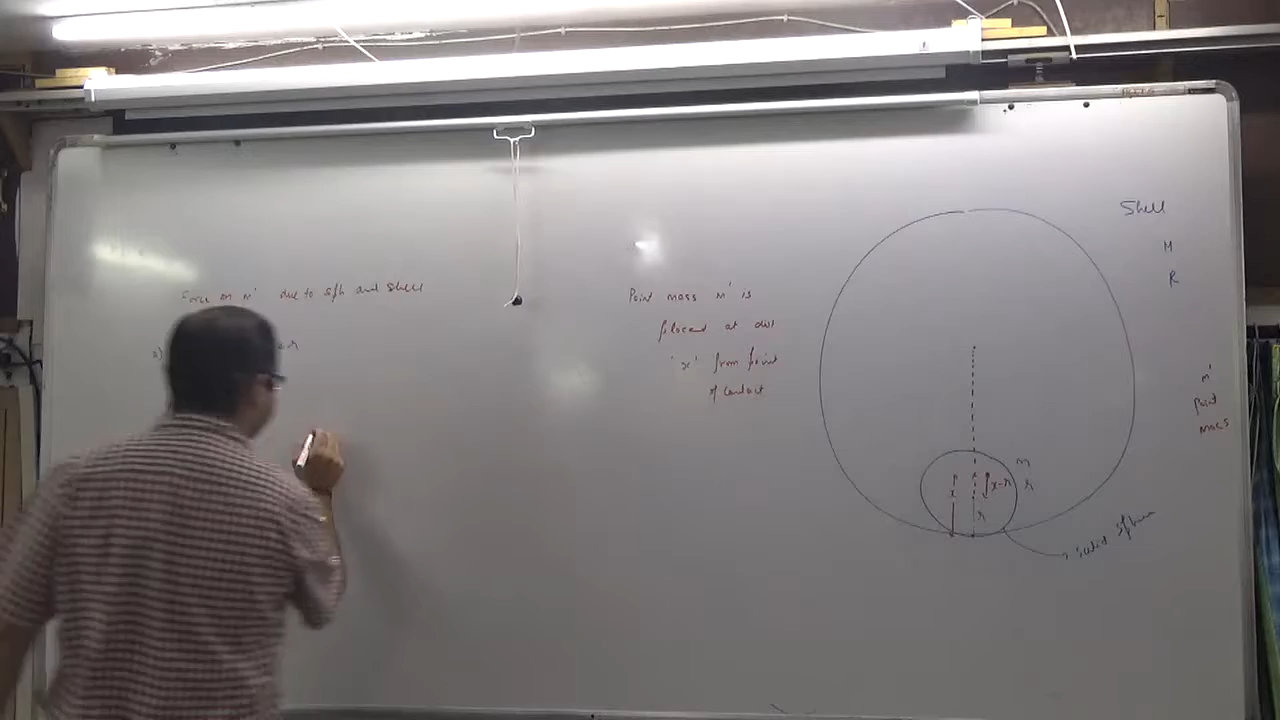 Force on m' due to sph and shell
a)
Point mass m' is
placed at dist
'x' from point
of contact
Shell
M
R
m'
point
mass
m
r
x
x-r
r
solid sphere